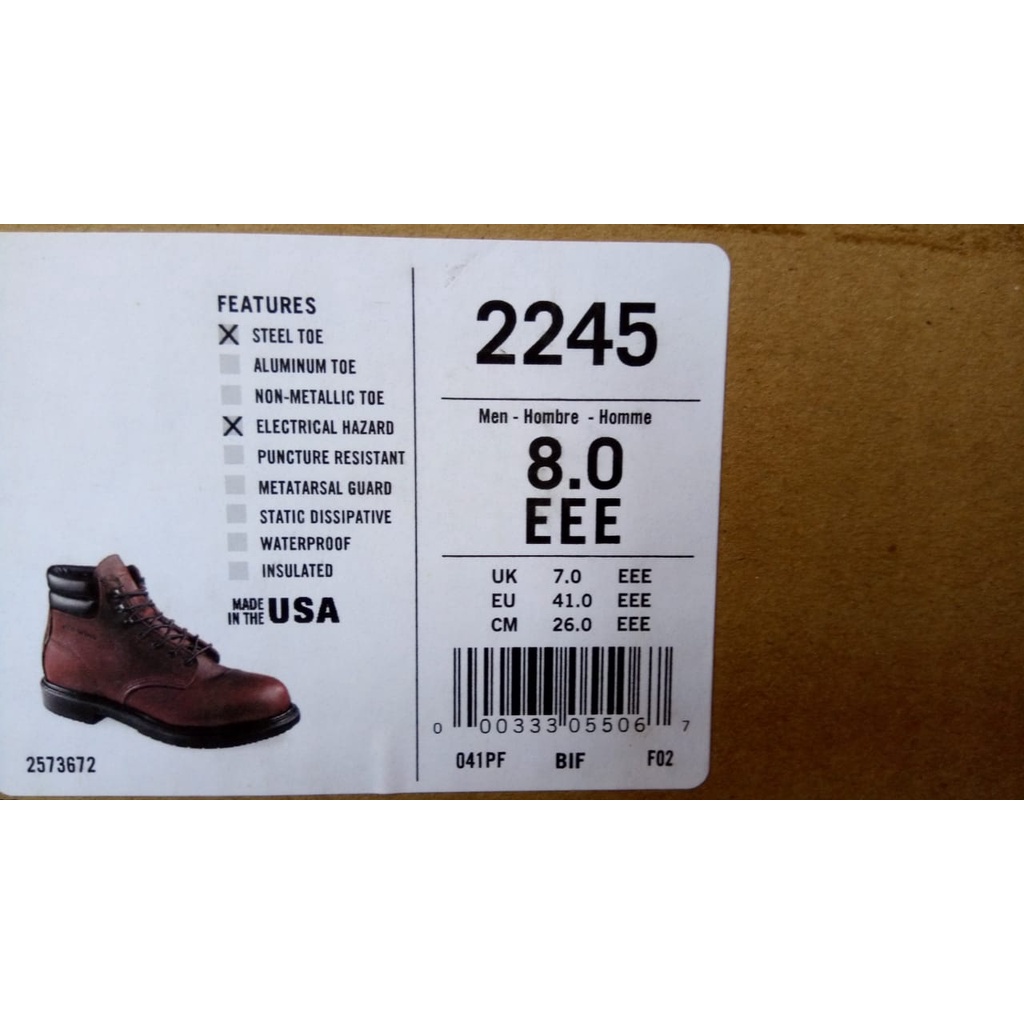 FEATURES
X STEEL TOE
ALUMINUM TOE
NON-METALLIC TOE
X ELECTRICAL HAZARD
PUNCTURE RESISTANT
METATARSAL GUARD
STATIC DISSIPATIVE
WATERPROOF
INSULATED
MADE IN THE USA
2573672
2245
Men - Hombre - Homme
8.0
EEE
UK 7.0 EEE
EU 41.0 EEE
CM 26.0 EEE
0 00333 05506 7
041PF BIF F02